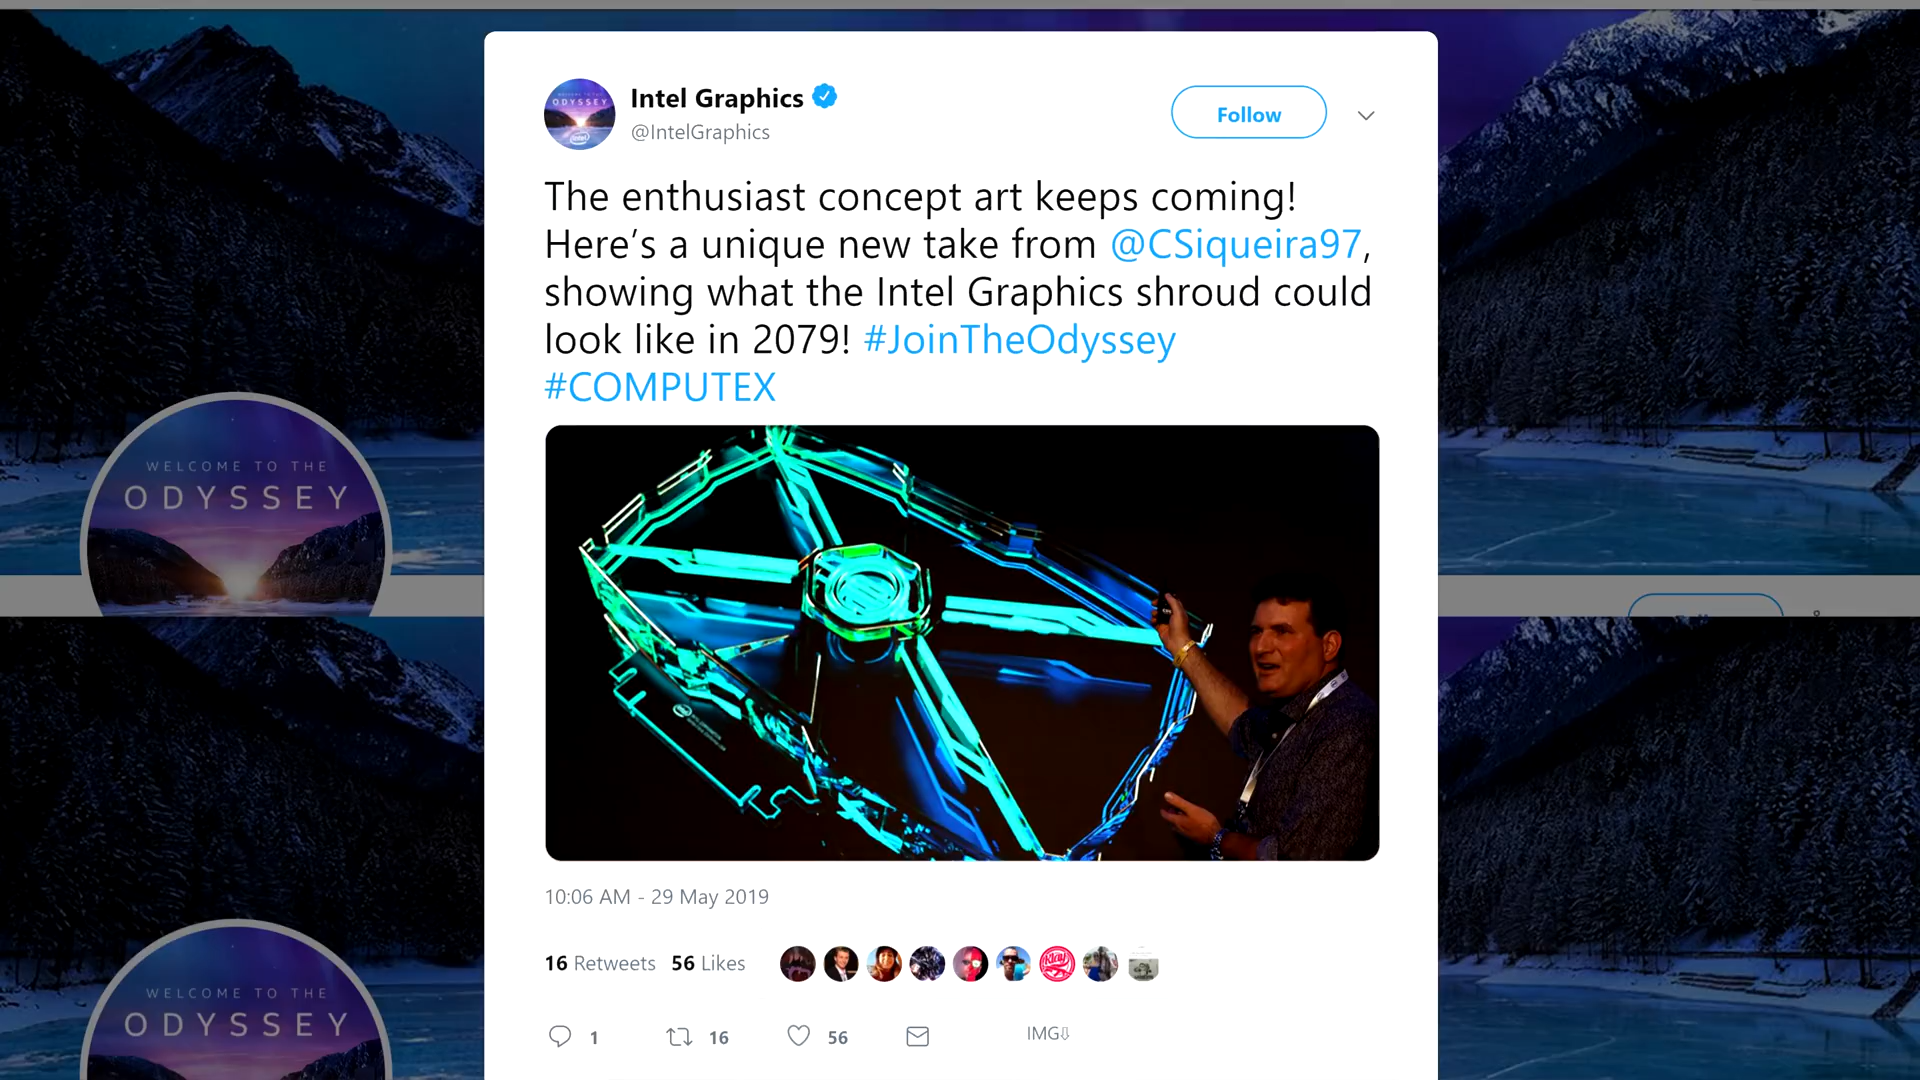 Intel Graphics
@IntelGraphics
Follow
The enthusiast concept art keeps coming!
Here’s a unique new take from @CSiqueira97,
showing what the Intel Graphics shroud could
look like in 2079! #JoinTheOdyssey
#COMPUTEX
WELCOME TO THE
ODYSSEY
10:06 AM - 29 May 2019
16 Retweets 56 Likes
1 16 56 IMG⇩
WELCOME TO THE
ODYSSEY
ODYSSEY
intel